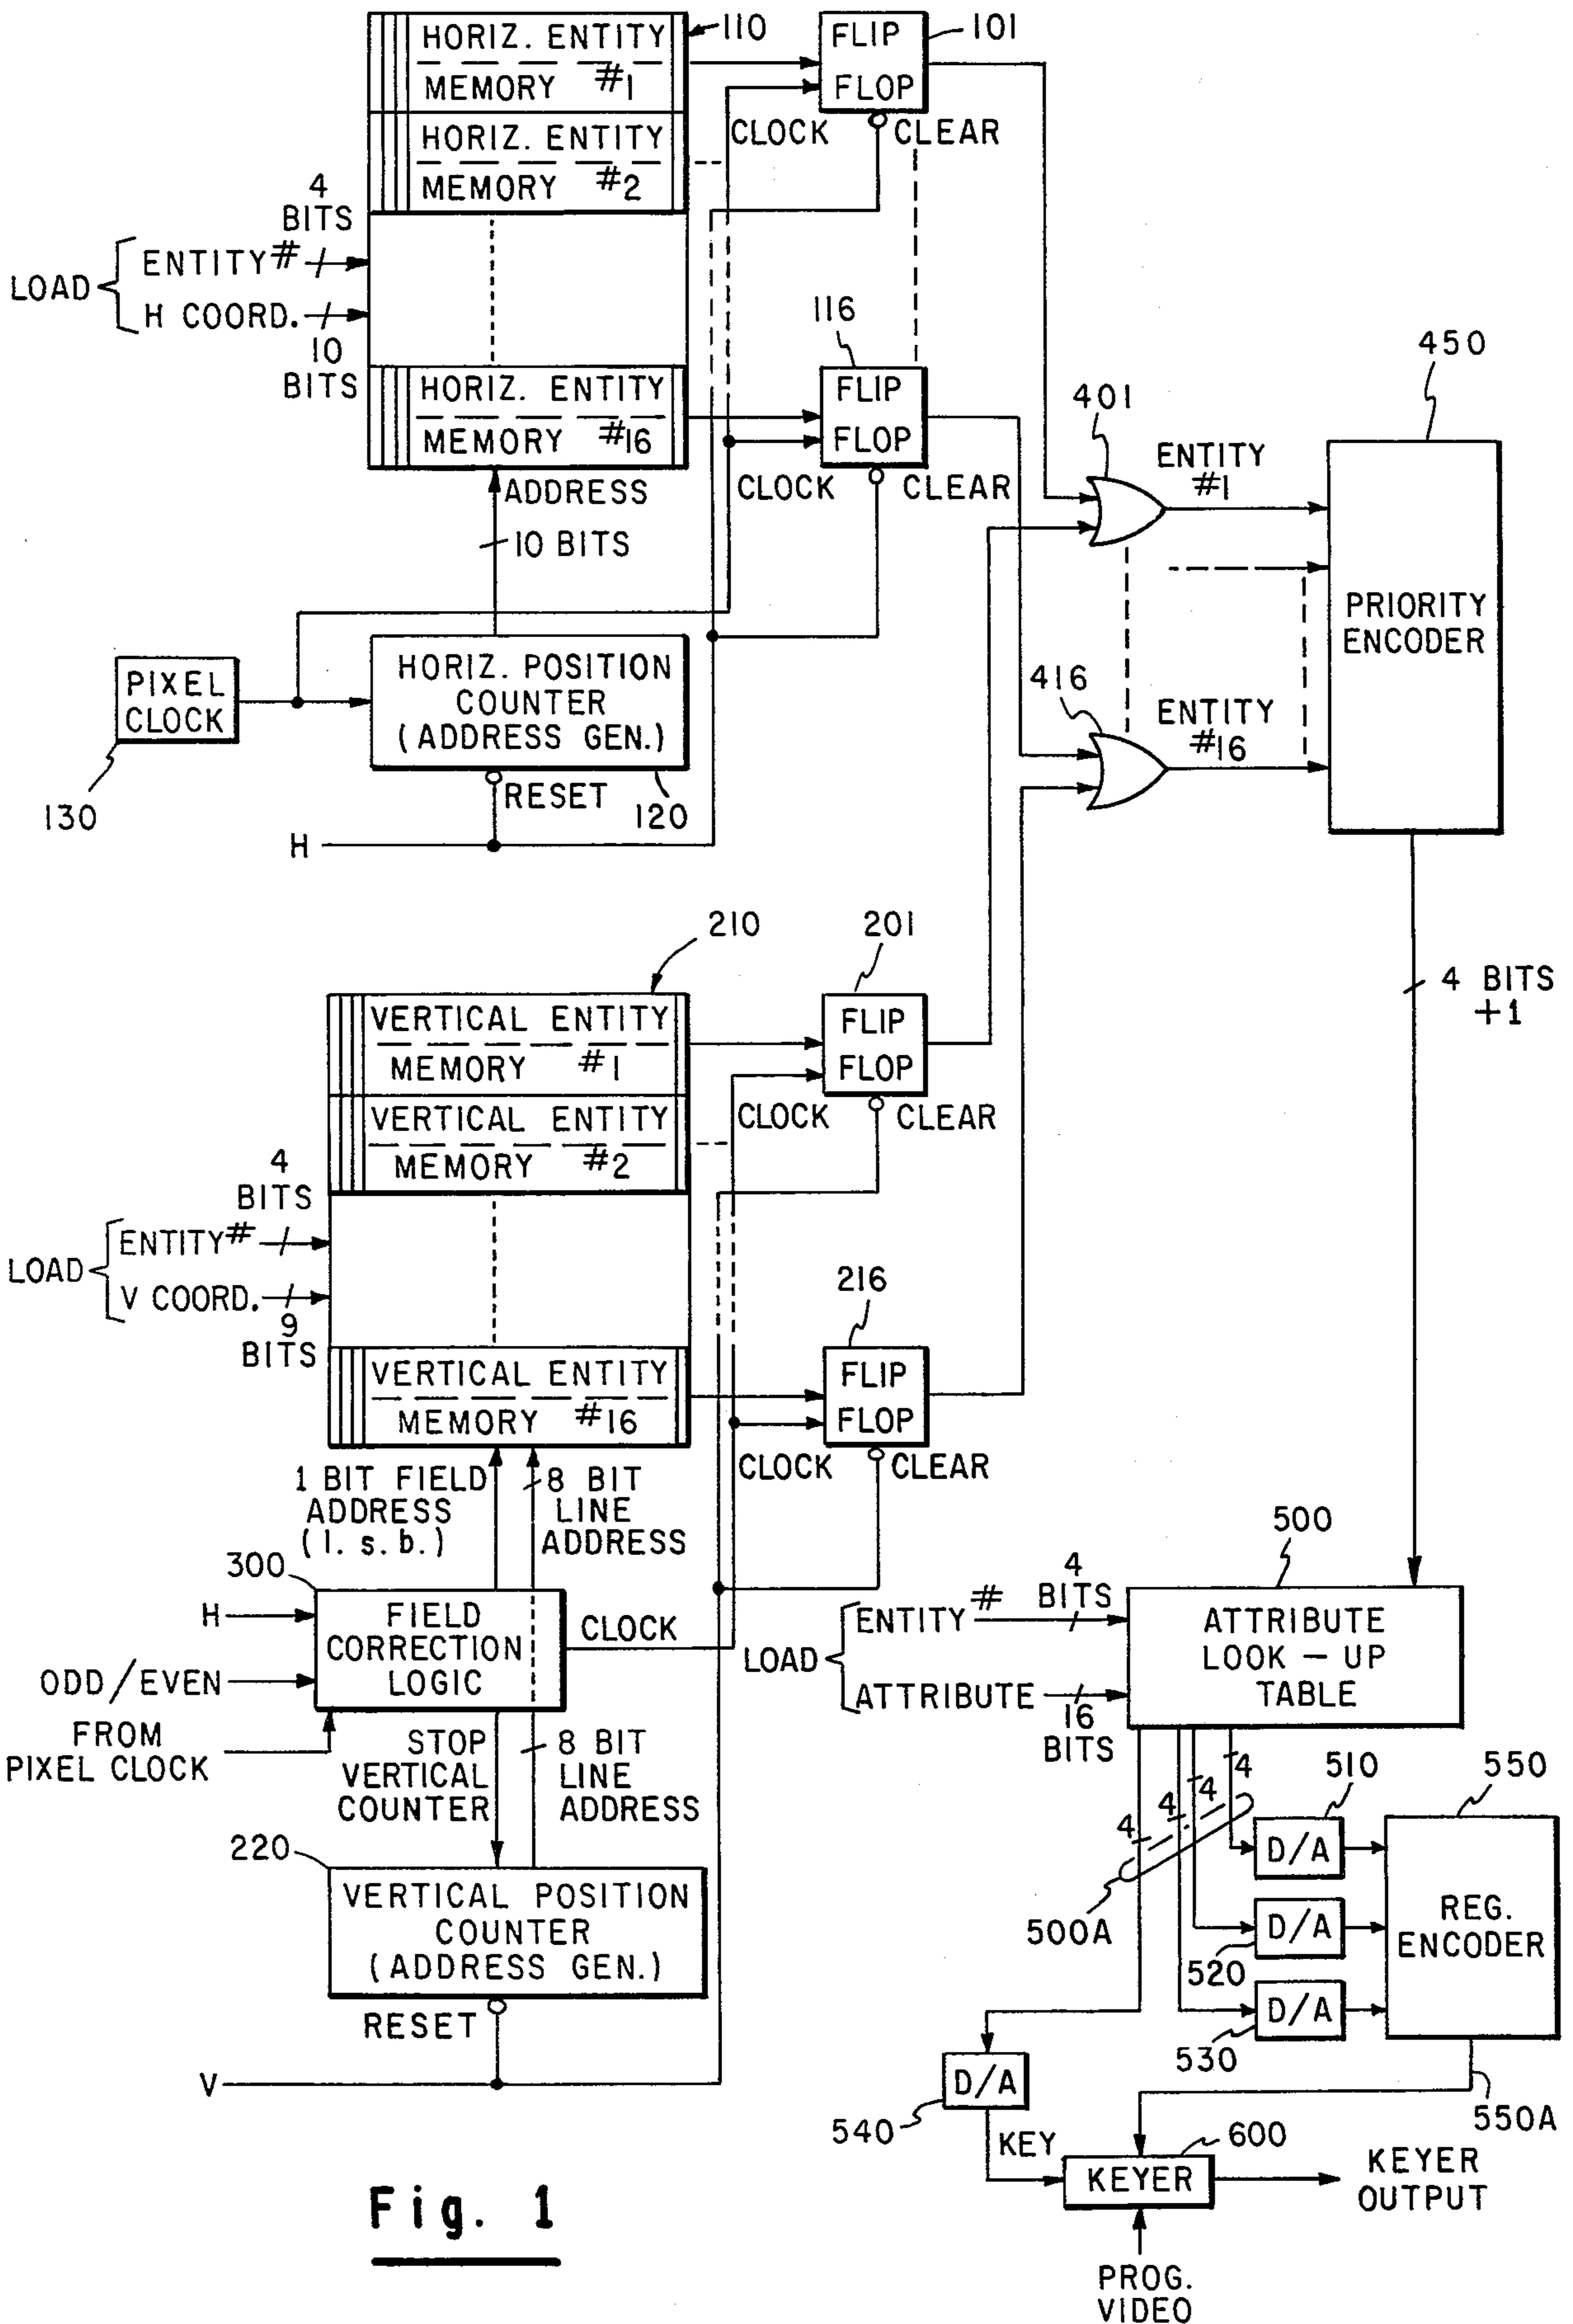 HORIZ. ENTITY
MEMORY #1
110
FLIP
FLOP
101
CLOCK
CLEAR
HORIZ. ENTITY
MEMORY #2
4
BITS
LOAD
ENTITY#
H COORD.
10
BITS
116
HORIZ. ENTITY
MEMORY #16
FLIP
FLOP
CLOCK
CLEAR
ADDRESS
10 BITS
401
ENTITY
#1
450
PRIORITY
ENCODER
416
ENTITY
#16
PIXEL
CLOCK
130
HORIZ. POSITION
COUNTER
(ADDRESS GEN.)
RESET
120
H
210
201
VERTICAL ENTITY
MEMORY #1
FLIP
FLOP
CLOCK
CLEAR
4 BITS
+1
VERTICAL ENTITY
MEMORY #2
4
BITS
LOAD
ENTITY#
V COORD.
9
BITS
216
VERTICAL ENTITY
MEMORY #16
FLIP
FLOP
CLOCK
CLEAR
1 BIT FIELD
ADDRESS
(l. s. b.)
8 BIT
LINE
ADDRESS
300
H
ODD/EVEN
FROM
PIXEL CLOCK
FIELD
CORRECTION
LOGIC
CLOCK
STOP
VERTICAL
COUNTER
8 BIT
LINE
ADDRESS
220
VERTICAL POSITION
COUNTER
(ADDRESS GEN.)
RESET
V
500
LOAD
ENTITY #
4
BITS
ATTRIBUTE
16
BITS
ATTRIBUTE
LOOK – UP
TABLE
4
4
4
4
500A
510
D/A
520
D/A
530
D/A
550
REG.
ENCODER
550A
D/A
540
KEY
600
KEYER
KEYER
OUTPUT
PROG.
VIDEO
Fig. 1